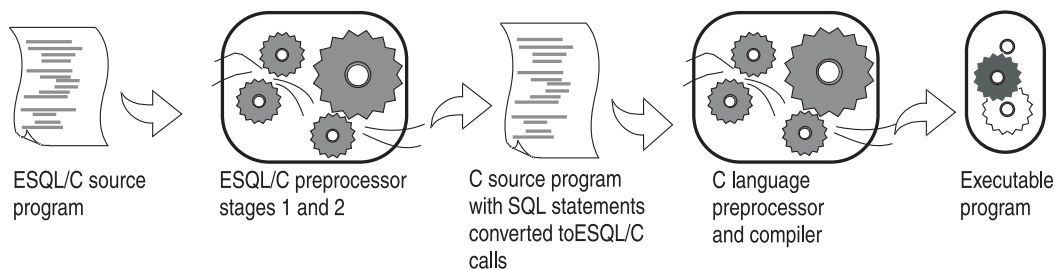 ESQL/C source
program
ESQL/C preprocessor
stages 1 and 2
C source program
with SQL statements
converted toESQL/C
calls
C language
preprocessor
and compiler
Executable
program